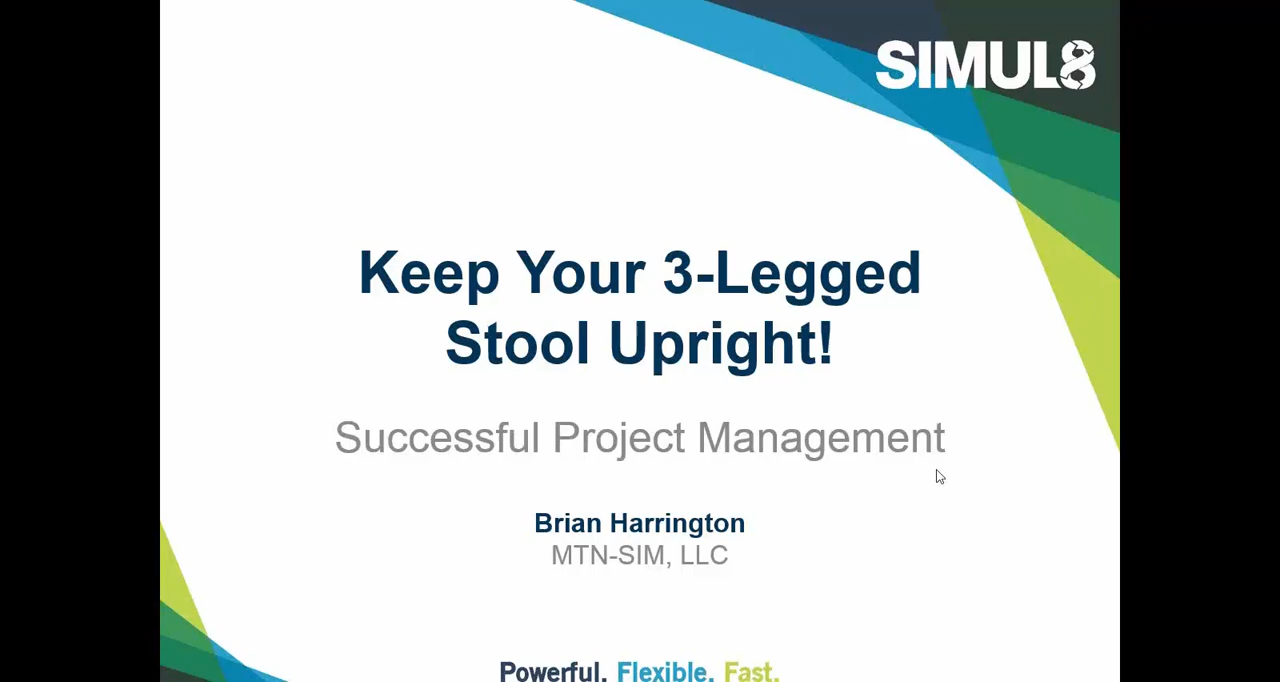 SIMUL8
Keep Your 3-Legged
Stool Upright!
Successful Project Management
Brian Harrington
MTN-SIM, LLC
Powerful. Flexible. Fast.